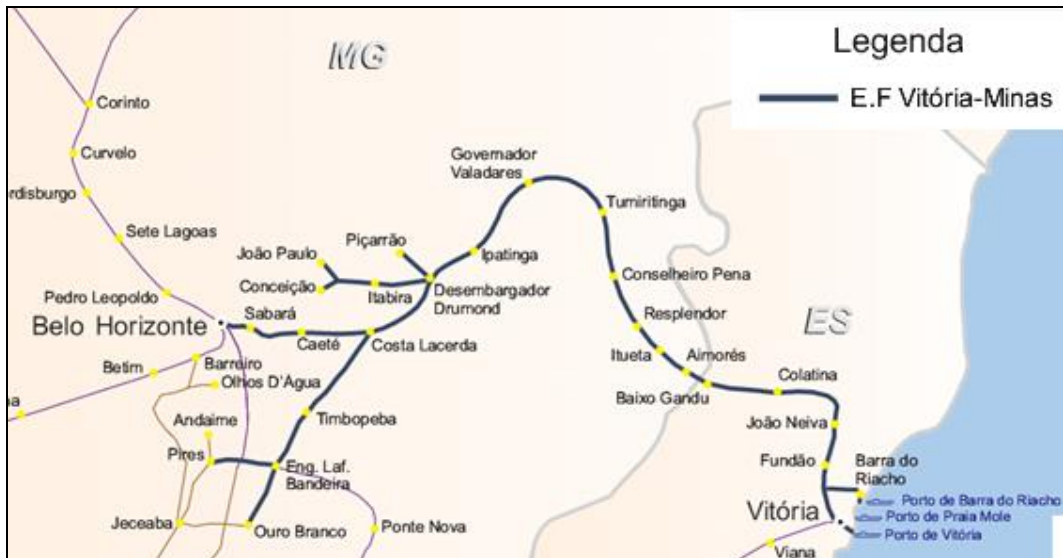 MG
Legenda
E.F Vitória-Minas
Corinto
Curvelo
rdisburgo
Sete Lagoas
Pedro Leopoldo
Belo Horizonte
Governador
Valadares
Tumiritinga
Piçarrão
Ipatinga
João Paulo
Conceição
Itabira
Desembargador
Drumond
Conselheiro Pena
Sabará
Caeté
Costa Lacerda
Resplendor
ES
Itueta
Aimorés
Baixo Gandu
Colatina
Betim
Barreiro
Olhos D'Água
na
Andaime
Timbopeba
João Neiva
Pires
Eng. Laf.
Bandeira
Fundão
Barra do
Riacho
Jeceaba
Ouro Branco
Ponte Nova
Vitória
Porto de Barra do Riacho
Porto de Praia Mole
Porto de Vitória
Viana